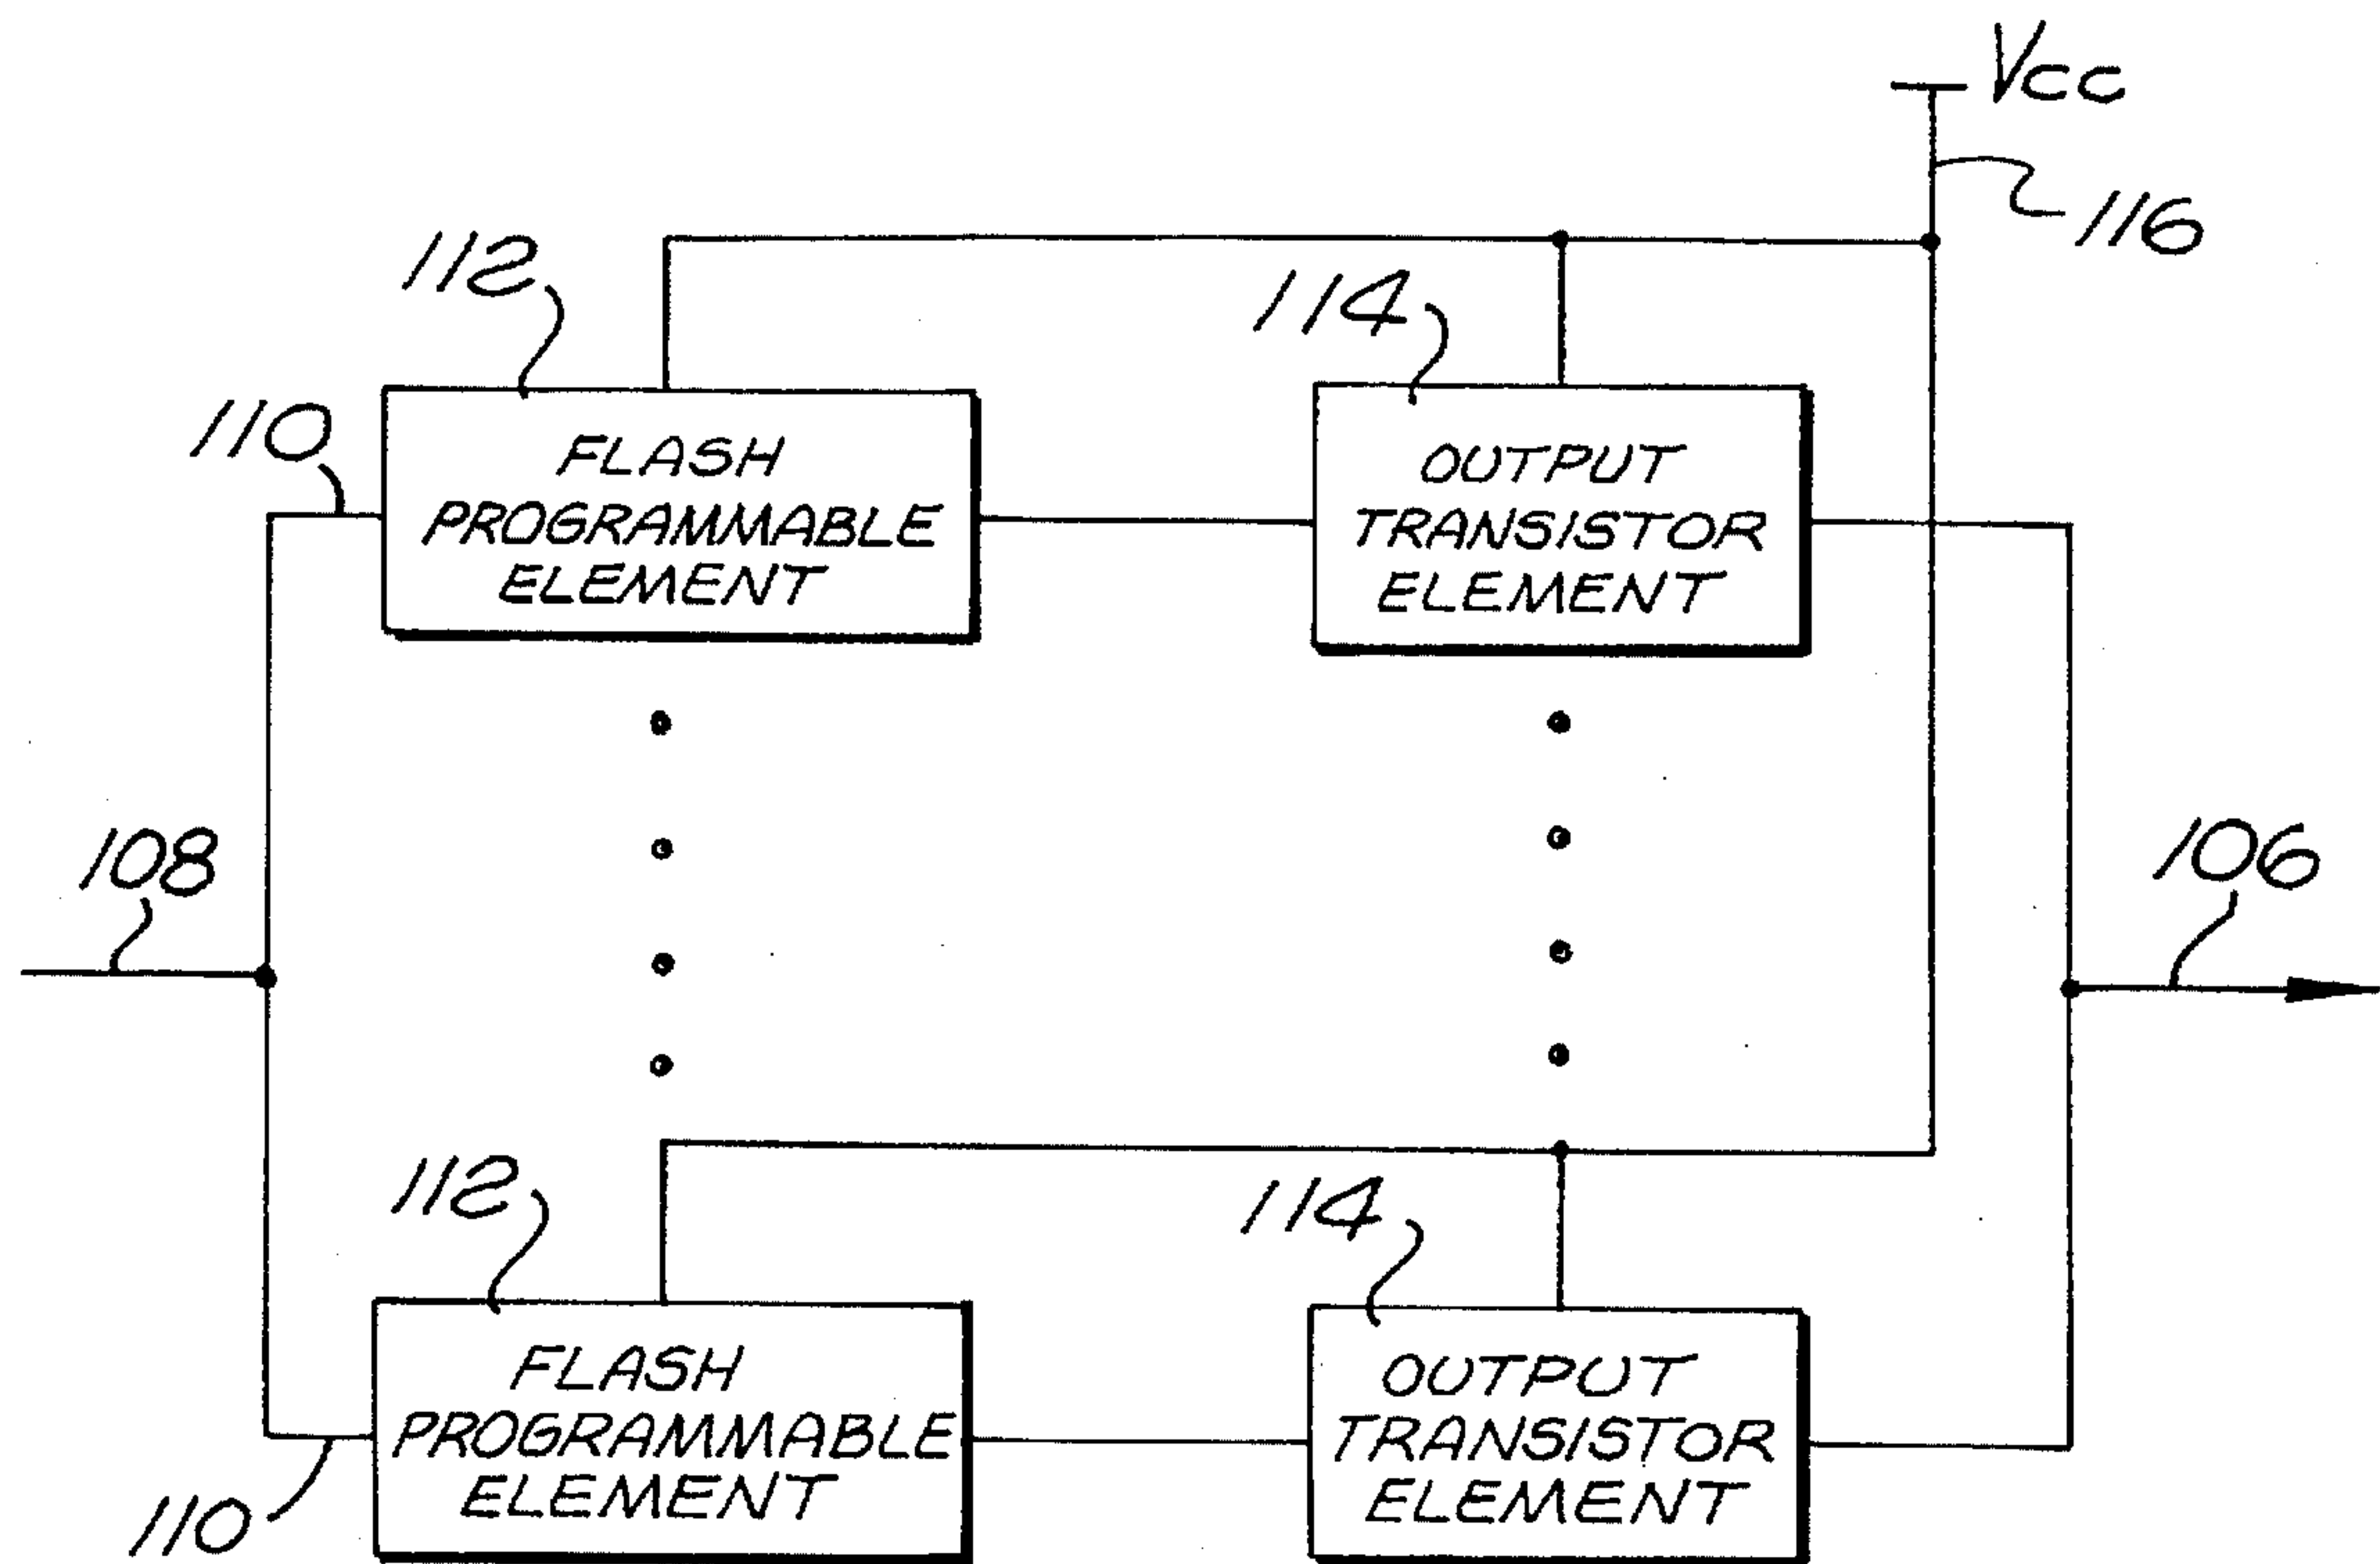 Vcc
116
112
114
110
FLASH
PROGRAMMABLE
ELEMENT
OUTPUT
TRANSISTOR
ELEMENT
108
106
112
114
FLASH
PROGRAMMABLE
ELEMENT
OUTPUT
TRANSISTOR
ELEMENT
110